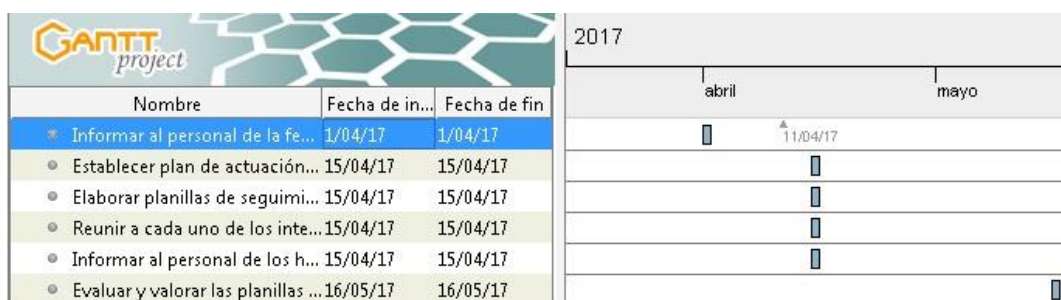 GANTT
project
2017
abril
mayo
Nombre Fecha de in... Fecha de fin
Informar al personal de la fe... 1/04/17 1/04/17
11/04/17
Establecer plan de actuación... 15/04/17 15/04/17
Elaborar planillas de seguimi... 15/04/17 15/04/17
Reunir a cada uno de los inte... 15/04/17 15/04/17
Informar al personal de los h... 15/04/17 15/04/17
Evaluar y valorar las planillas ... 16/05/17 16/05/17